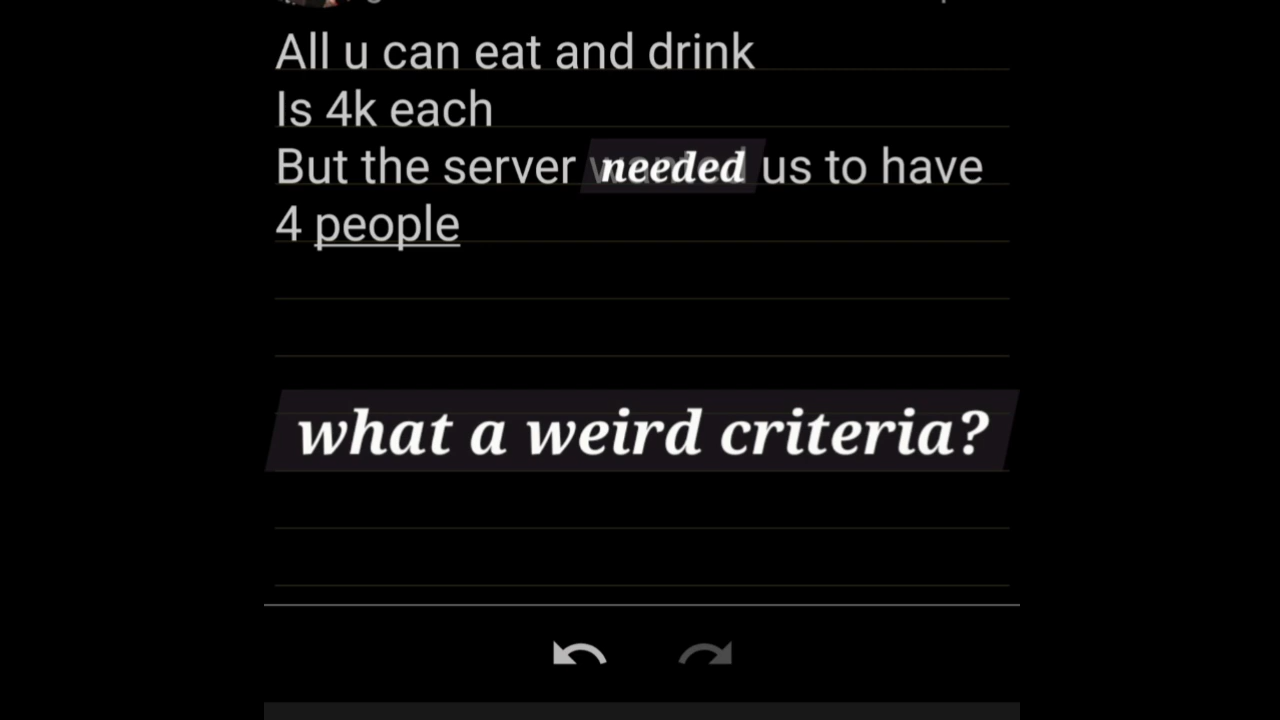 All u can eat and drink
Is 4k each
But the server needed us to have
4 people
what a weird criteria?